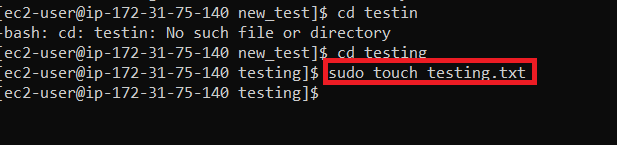 [ec2-user@ip-172-31-75-140 new_test]$ cd testin
-bash: cd: testin: No such file or directory
[ec2-user@ip-172-31-75-140 new_test]$ cd testing
[ec2-user@ip-172-31-75-140 testing]$ sudo touch testing.txt
[ec2-user@ip-172-31-75-140 testing]$